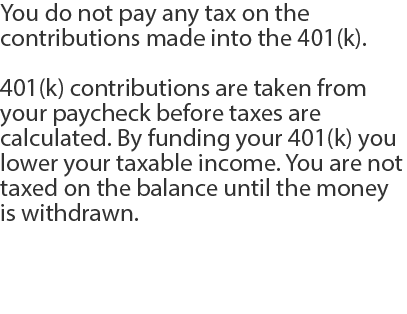 You do not pay any tax on the
contributions made into the 401(k).
401(k) contributions are taken from
your paycheck before taxes are
calculated. By funding your 401(k) you
lower your taxable income. You are not
taxed on the balance until the money
is withdrawn.